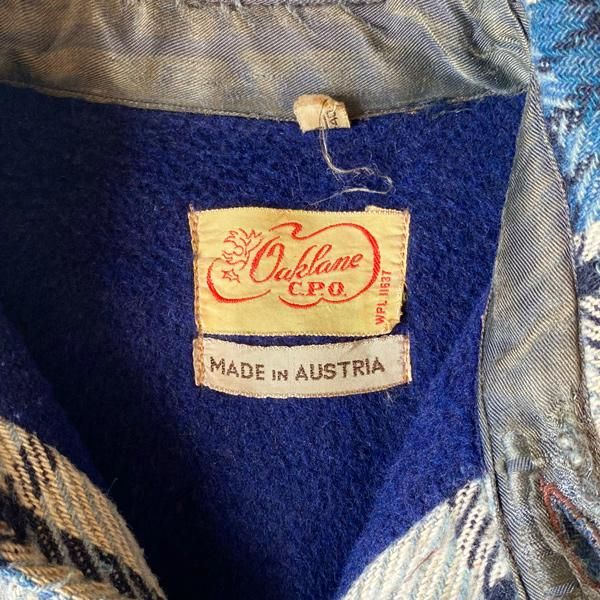 Oaklane
C.P.O.
WPL 11637
MADE IN AUSTRIA